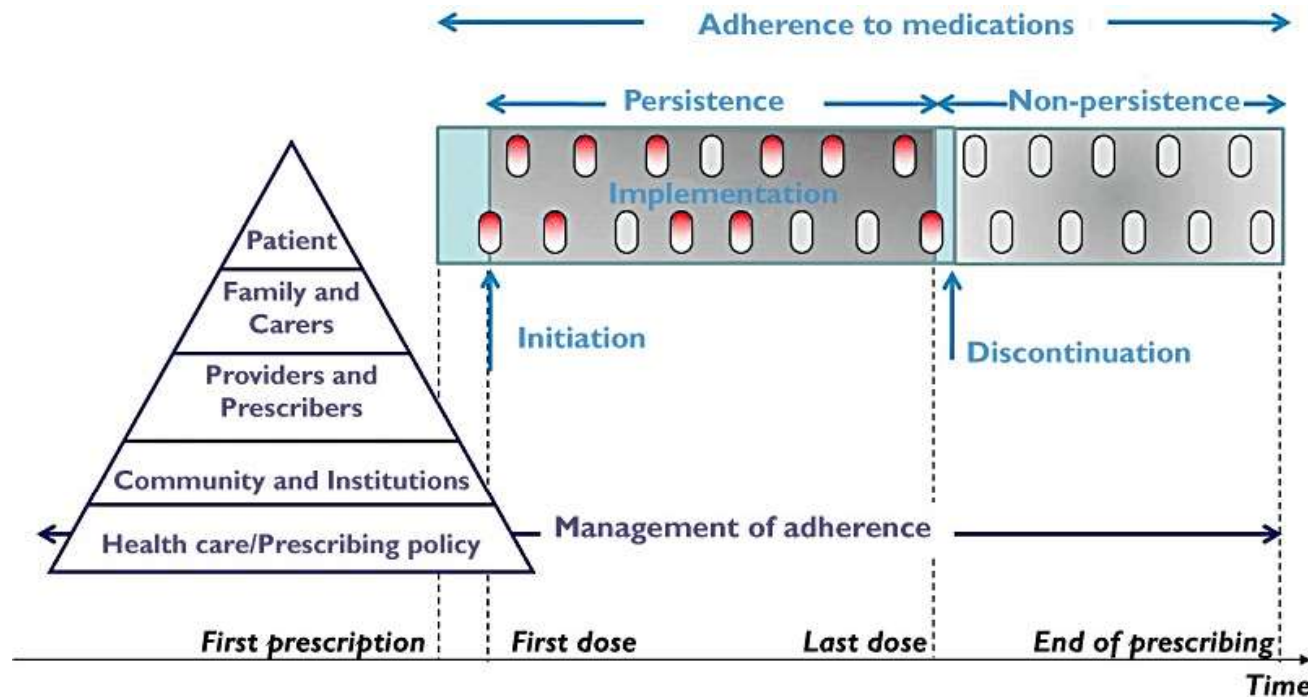 Adherence to medications
Persistence
Non-persistence
Implementation
Initiation
Discontinuation
Patient
Family and
Carers
Providers and
Prescribers
Community and Institutions
Health care/Prescribing policy
Management of adherence
First prescription
First dose
Last dose
End of prescribing
Time